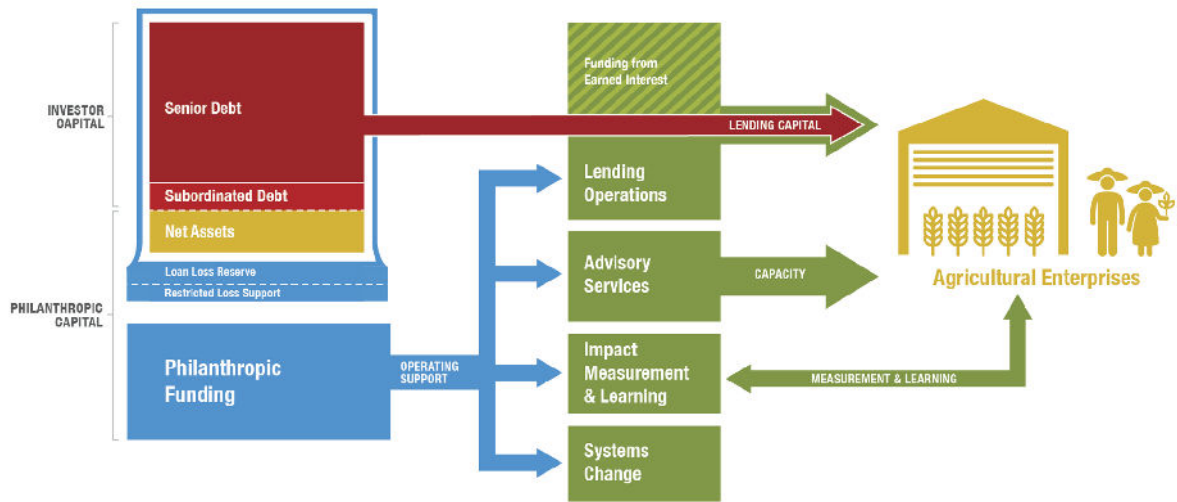 INVESTOR
CAPITAL
Senior Debt
Subordinated Debt
Net Assets
Loan Loss Reserve
Restricted Loss Support
PHILANTHROPIC
CAPITAL
Philanthropic
Funding
OPERATING
SUPPORT
Funding from
Earned Interest
LENDING CAPITAL
Lending
Operations
Advisory
Services
CAPACITY
Impact
Measurement
& Learning
MEASUREMENT & LEARNING
Systems
Change
Agricultural Enterprises